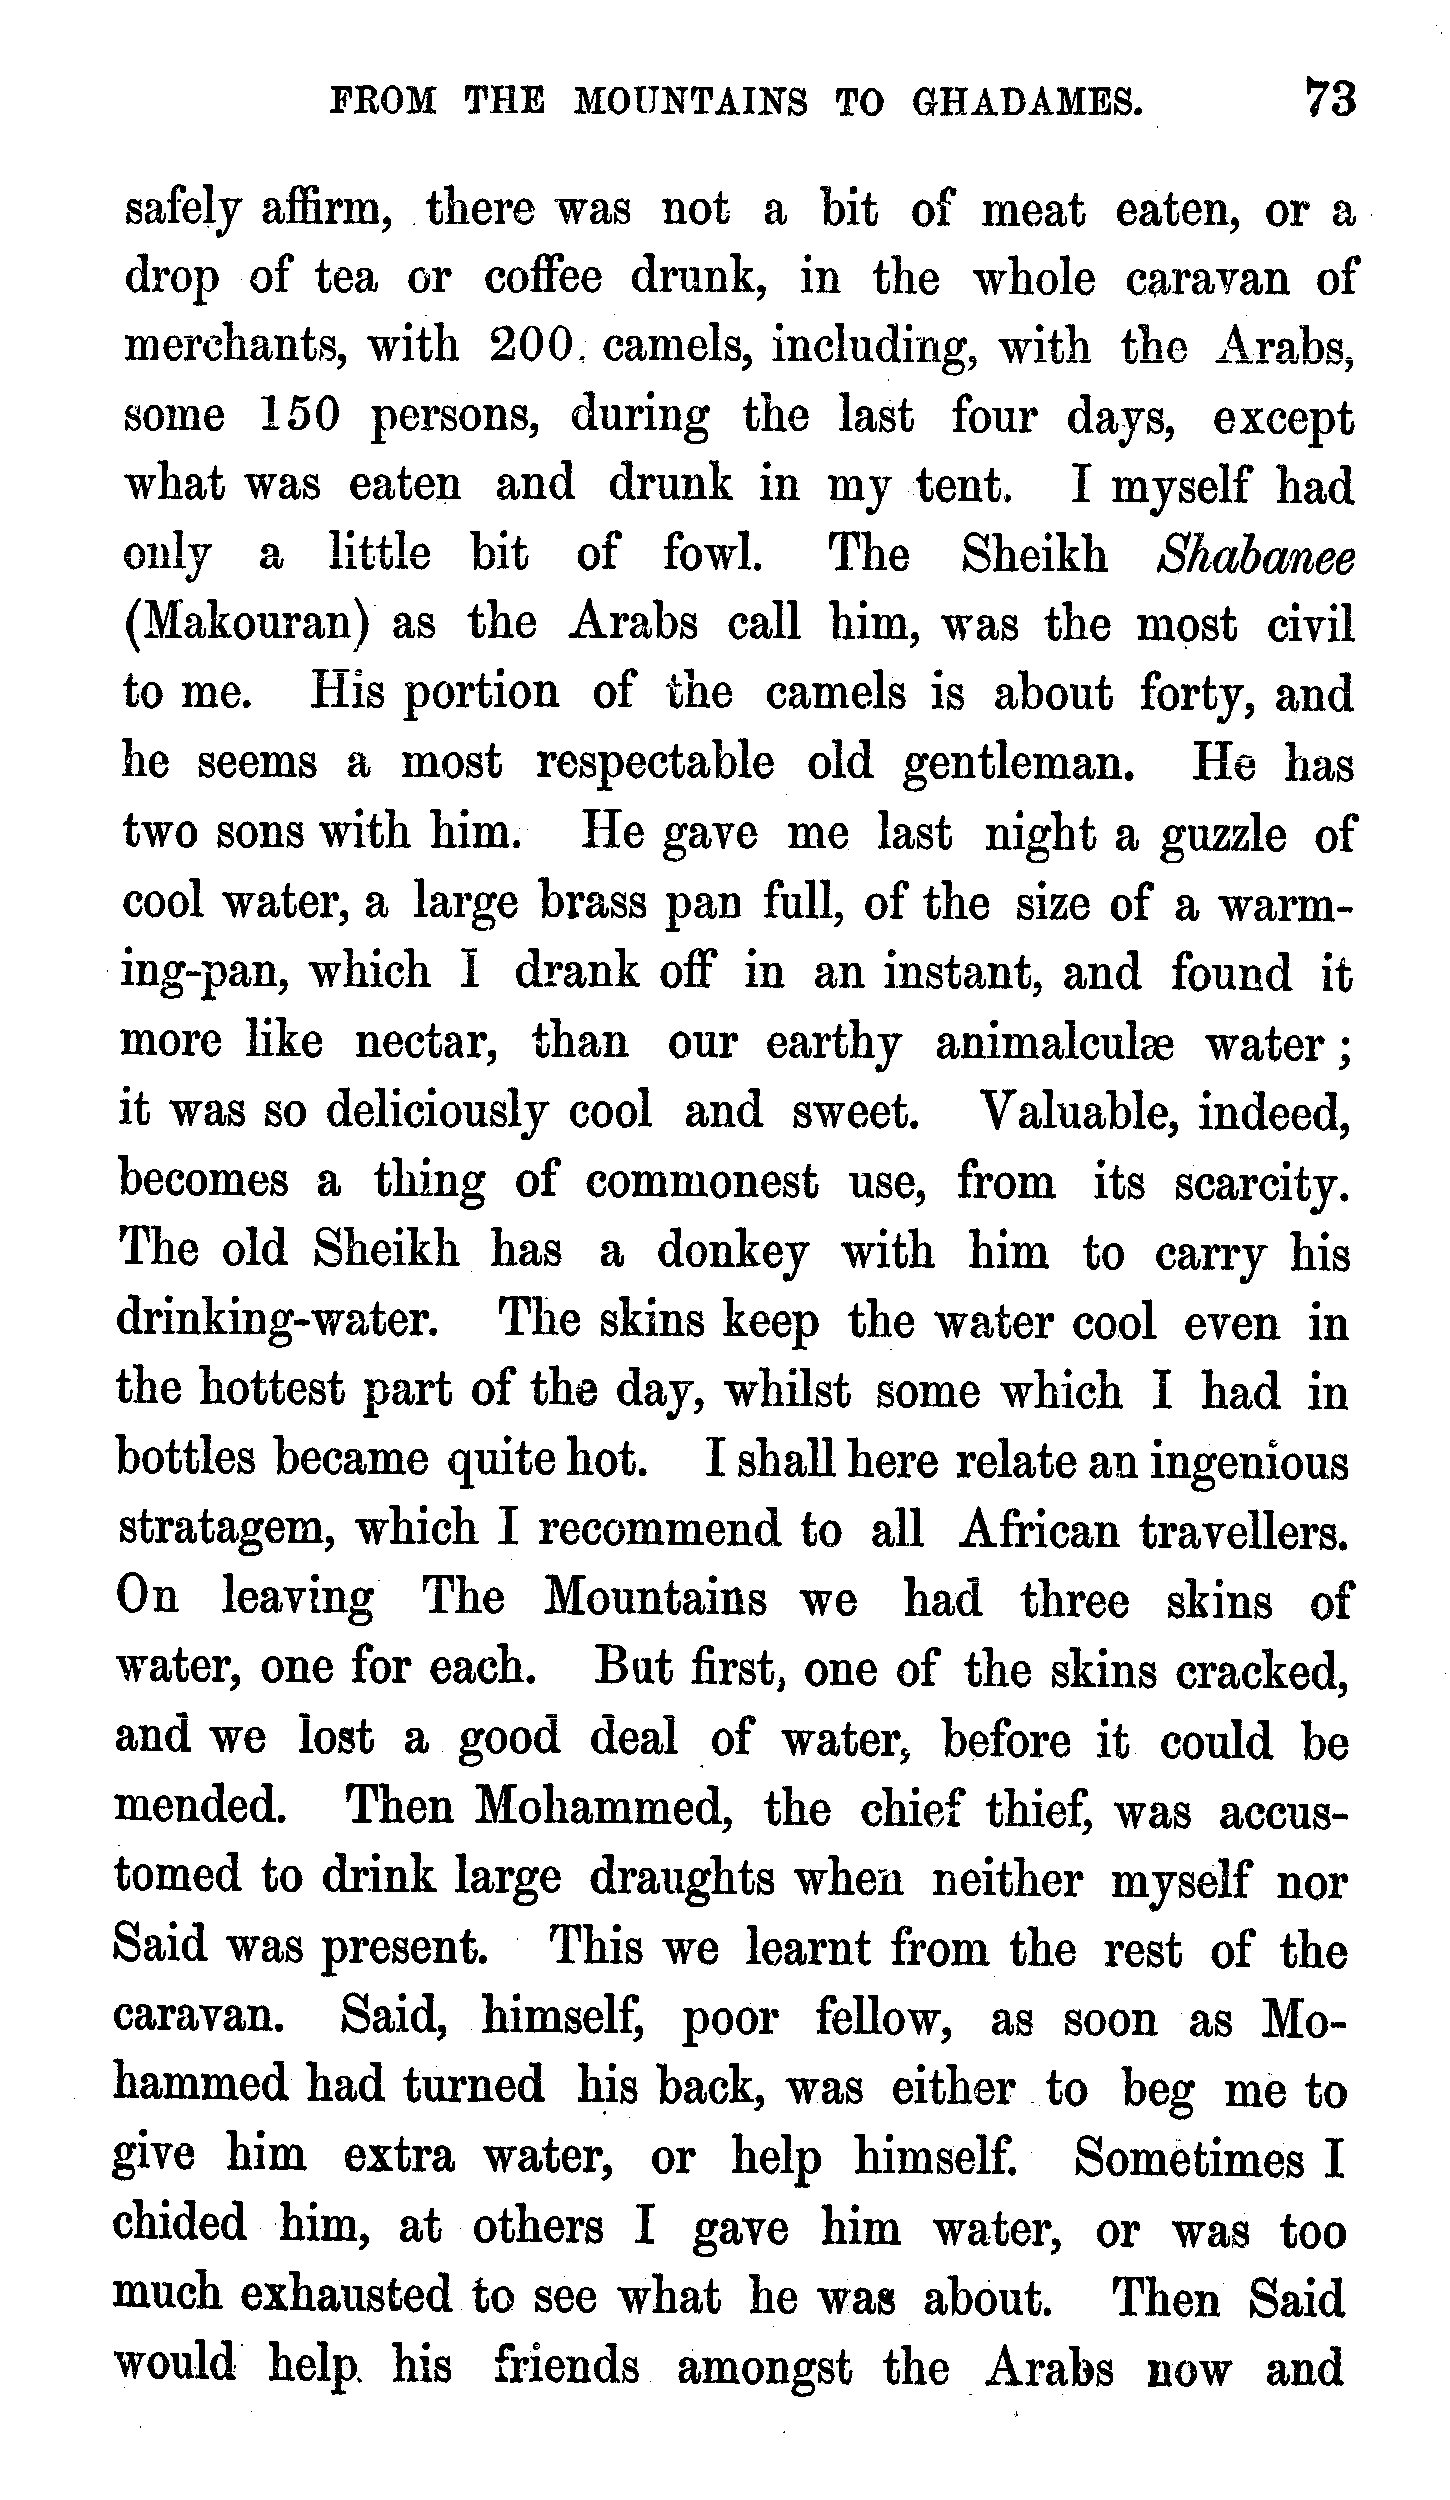 FROM THE MOUNTAINS TO GHADAMES. 73
safely affirm, there was not a bit of meat eaten, or a
drop of tea or coffee drunk, in the whole caravan of
merchants, with 200 camels, including, with the Arabs,
some 150 persons, during the last four days, except
what was eaten and drunk in my tent. I myself had
only a little bit of fowl. The Sheikh Shabanee
(Makouran) as the Arabs call him, was the most civil
to me. His portion of the camels is about forty, and
he seems a most respectable old gentleman. He has
two sons with him. He gave me last night a guzzle of
cool water, a large brass pan full, of the size of a warm-
ing-pan, which I drank off in an instant, and found it
more like nectar, than our earthy animalculæ water;
it was so deliciously cool and sweet. Valuable, indeed,
becomes a thing of commonest use, from its scarcity.
The old Sheikh has a donkey with him to carry his
drinking-water. The skins keep the water cool even in
the hottest part of the day, whilst some which I had in
bottles became quite hot. I shall here relate an ingenious
stratagem, which I recommend to all African travellers.
On leaving The Mountains we had three skins of
water, one for each. But first, one of the skins cracked,
and we lost a good deal of water, before it could be
mended. Then Mohammed, the chief thief, was accus-
tomed to drink large draughts when neither myself nor
Said was present. This we learnt from the rest of the
caravan. Said, himself, poor fellow, as soon as Mo-
hammed had turned his back, was either to beg me to
give him extra water, or help himself. Sometimes I
chided him, at others I gave him water, or was too
much exhausted to see what he was about. Then Said
would help his friends amongst the Arabs now and